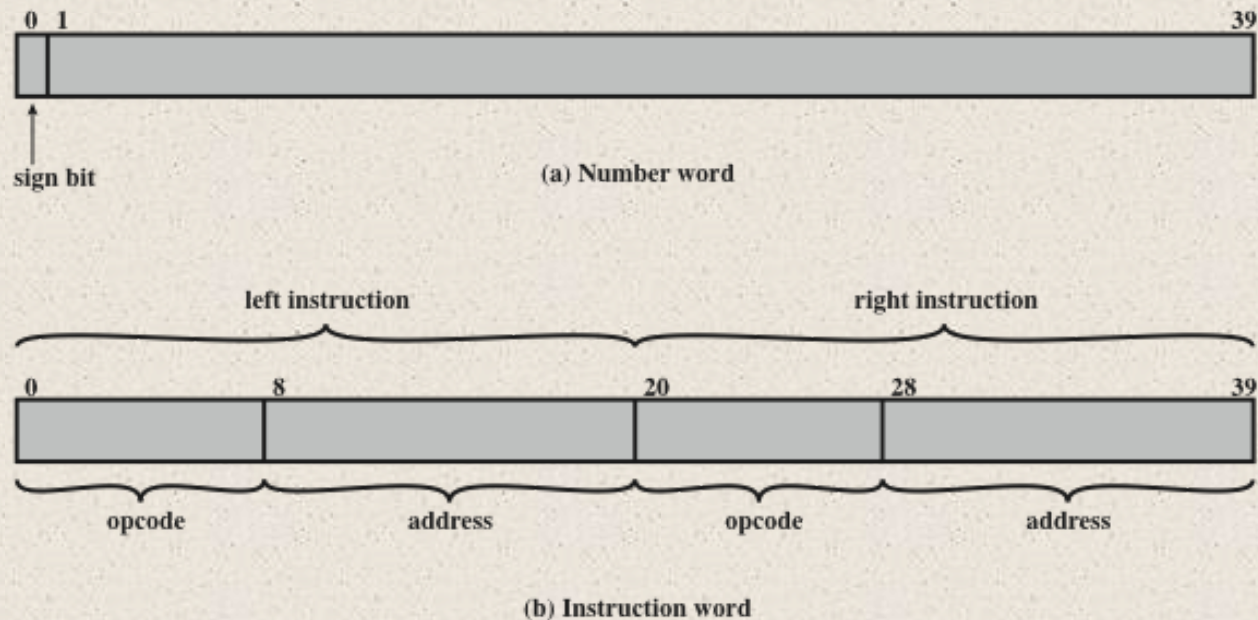 0 1 39
sign bit
(a) Number word
left instruction right instruction
0 8 20 28 39
opcode address opcode address
(b) Instruction word